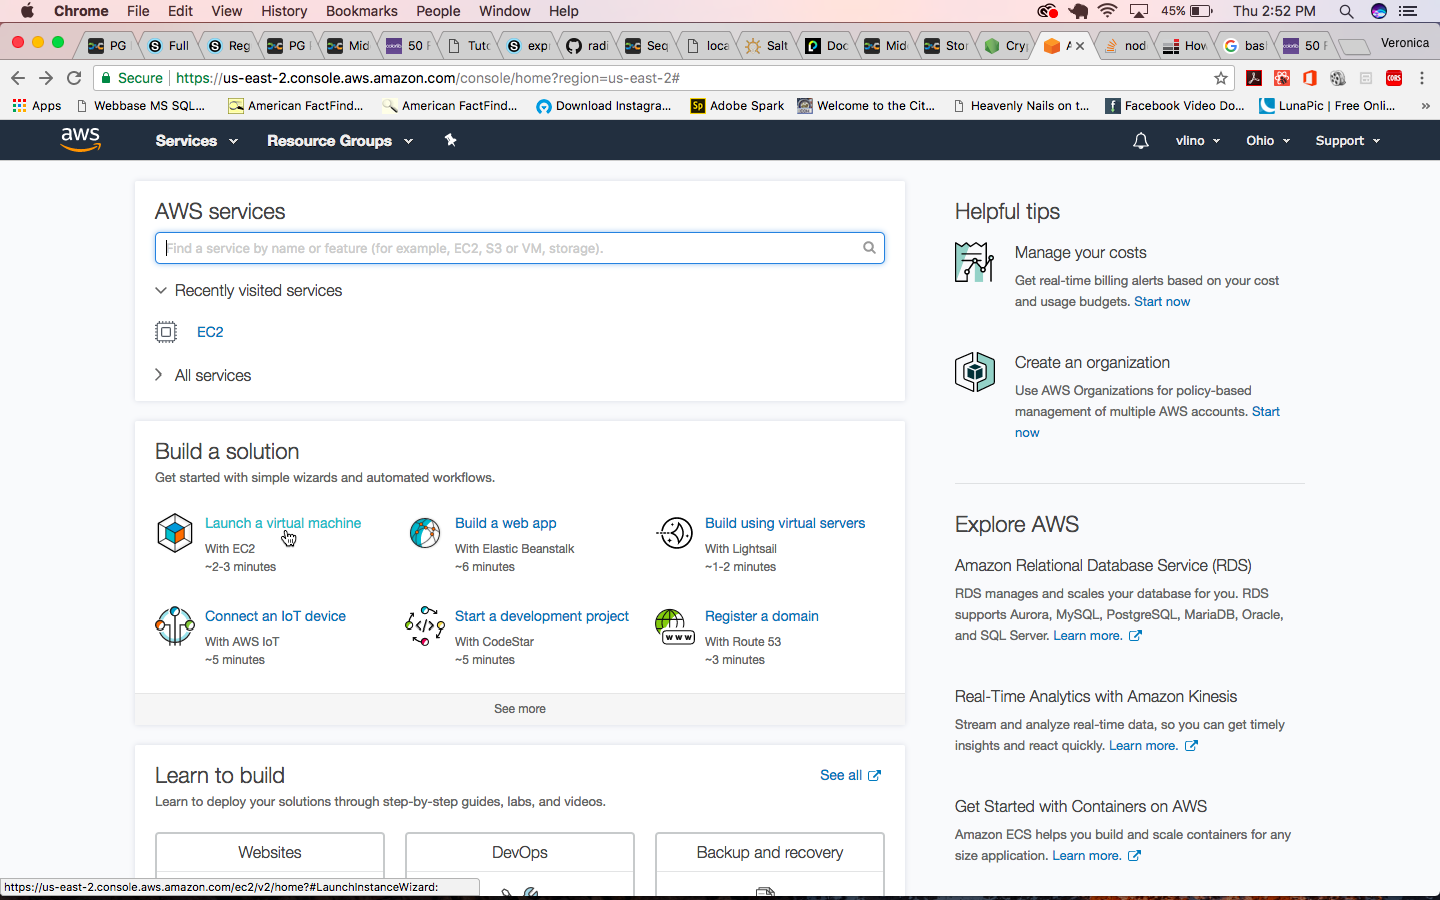 Chrome File Edit View History Bookmarks People Window Help 45% Thu 2:52 PM
PG Full Reg PG Mid 50 F Tuto exp radi Seq loca Salt Doc Mid Stor Cry A nod How bas 50 F Veronica
Secure https://us-east-2.console.aws.amazon.com/console/home?region=us-east-2#
Apps Webbase MS SQL... American FactFind... American FactFind... Download Instagra... Sp Adobe Spark Welcome to the Cit... Heavenly Nails on t... Facebook Video Do... LunaPic | Free Onli... »
aws Services Resource Groups vlino Ohio Support
AWS services
Find a service by name or feature (for example, EC2, S3 or VM, storage).
Recently visited services
EC2
All services
Build a solution
Get started with simple wizards and automated workflows.
Launch a virtual machine
With EC2
~2-3 minutes
Build a web app
With Elastic Beanstalk
~6 minutes
Build using virtual servers
With Lightsail
~1-2 minutes
Connect an IoT device
With AWS IoT
~5 minutes
Start a development project
With CodeStar
~5 minutes
Register a domain
With Route 53
~3 minutes
See more
Learn to build
See all
Learn to deploy your solutions through step-by-step guides, labs, and videos.
Websites
DevOps
Backup and recovery
Helpful tips
Manage your costs
Get real-time billing alerts based on your cost
and usage budgets. Start now
Create an organization
Use AWS Organizations for policy-based
management of multiple AWS accounts. Start
now
Explore AWS
Amazon Relational Database Service (RDS)
RDS manages and scales your database for you. RDS
supports Aurora, MySQL, PostgreSQL, MariaDB, Oracle,
and SQL Server. Learn more.
Real-Time Analytics with Amazon Kinesis
Stream and analyze real-time data, so you can get timely
insights and react quickly. Learn more.
Get Started with Containers on AWS
Amazon ECS helps you build and scale containers for any
size application. Learn more.
https://us-east-2.console.aws.amazon.com/ec2/v2/home?#LaunchInstanceWizard: